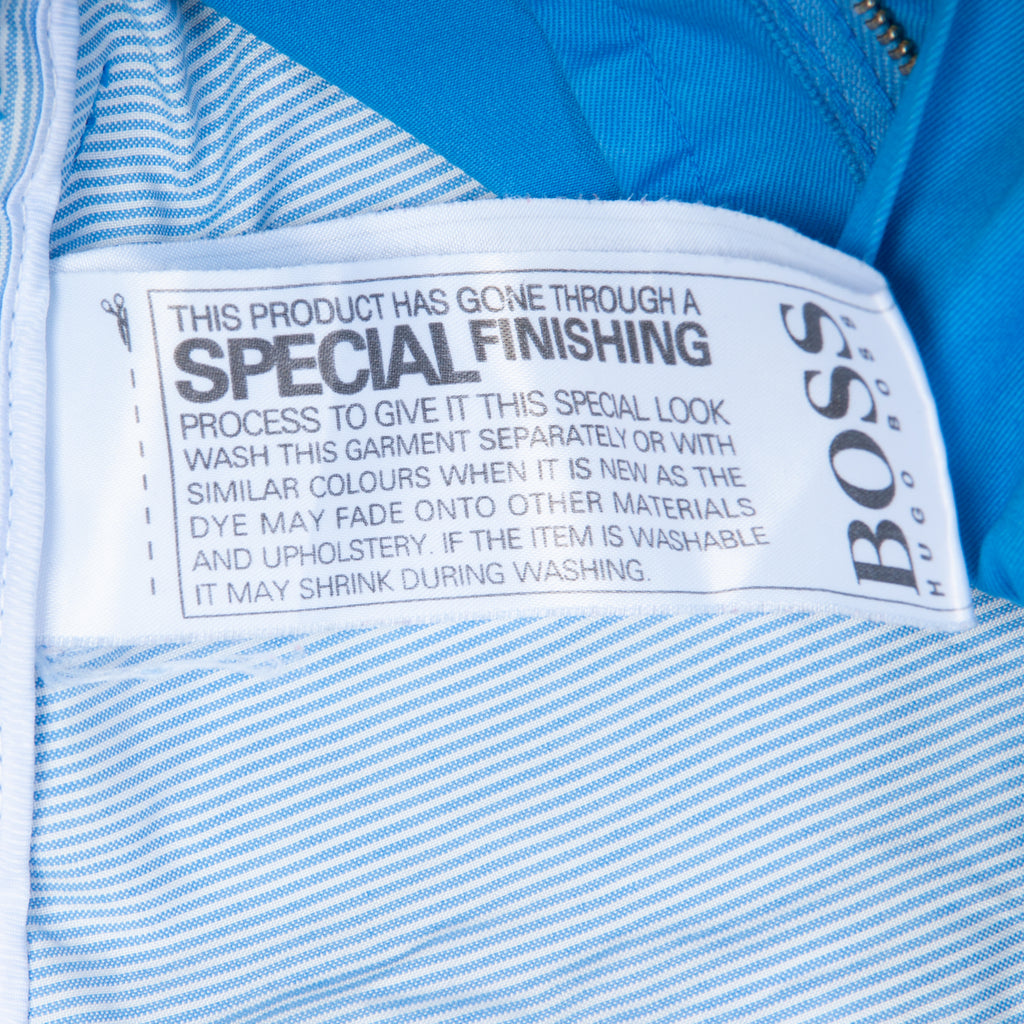 THIS PRODUCT HAS GONE THROUGH A
SPECIAL FINISHING
PROCESS TO GIVE IT THIS SPECIAL LOOK
WASH THIS GARMENT SEPARATELY OR WITH
SIMILAR COLOURS WHEN IT IS NEW AS THE
DYE MAY FADE ONTO OTHER MATERIALS
AND UPHOLSTERY. IF THE ITEM IS WASHABLE
IT MAY SHRINK DURING WASHING.
BOSS
HUGO BOSS